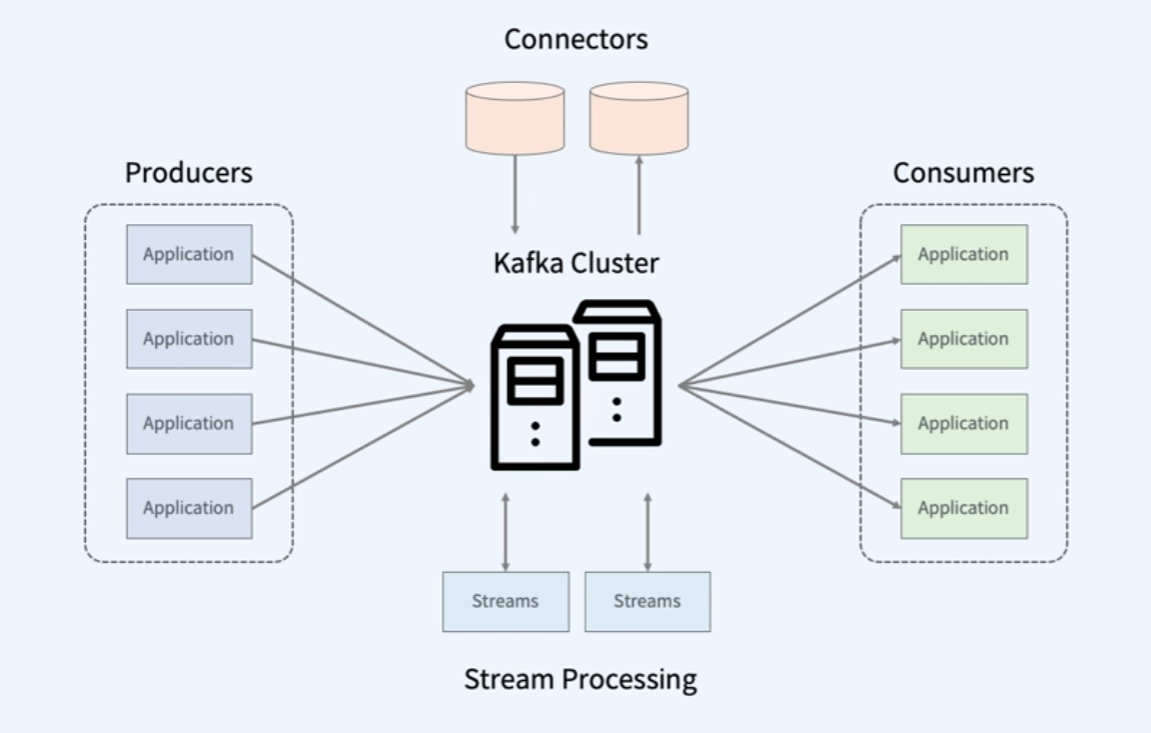 Connectors
Producers
Consumers
Application
Application
Application
Application
Kafka Cluster
Application
Application
Application
Application
Streams
Streams
Stream Processing